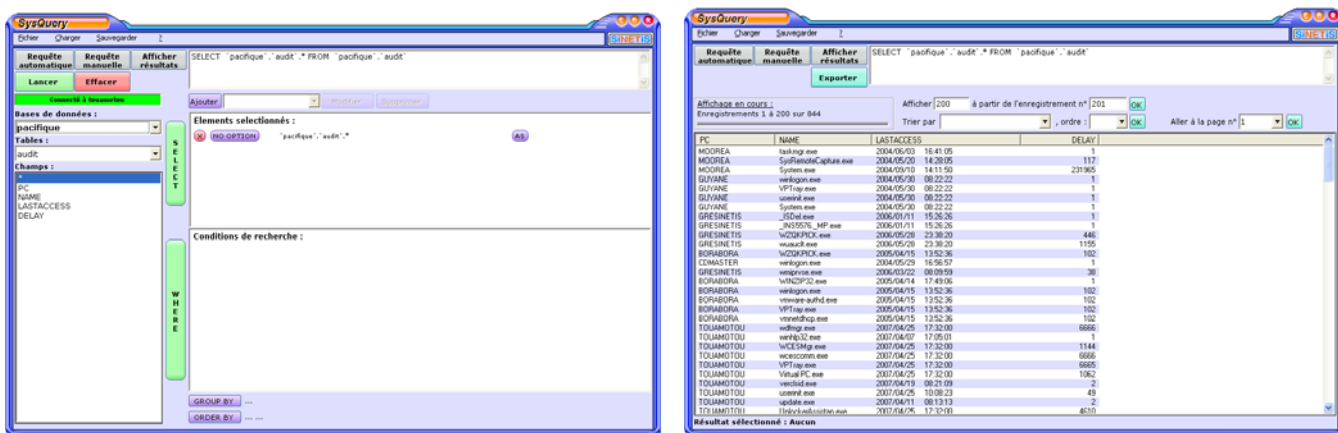 SysQuery
Fichier Charger Sauvegarder ?
SiNETiS
Requête automatique Requête manuelle Afficher résultats
SELECT `pacifique`.`audit`.* FROM `pacifique`.`audit`
Lancer Effacer
Connecté à touamotou
Ajouter Modifier Supprimer
Bases de données :
pacifique
Tables :
audit
Champs :
*
PC
NAME
LASTACCESS
DELAY
SELECT
WHERE
Elements selectionnés :
X NO OPTION `pacifique`.`audit`.* AS
Conditions de recherche :
GROUP BY ...
ORDER BY ... ...
SysQuery
Fichier Charger Sauvegarder ?
SiNETiS
Requête automatique Requête manuelle Afficher résultats
SELECT `pacifique`.`audit`.* FROM `pacifique`.`audit`
Exporter
Affichage en cours :
Enregistrements 1 à 200 sur 844
Afficher 200 à partir de l'enregistrement n° 201 OK
Trier par , ordre : OK Aller à la page n° 1 OK
PC NAME LASTACCESS DELAY
MOOREA taskmgr.exe 2004/06/03 16:41:05 1
MOOREA SysRemoteCapture.exe 2004/05/20 14:28:05 117
MOOREA System.exe 2004/09/10 14:11:50 231965
GUYANE winlogon.exe 2004/05/30 08:22:22 1
GUYANE VPTray.exe 2004/05/30 08:22:22 1
GUYANE userinit.exe 2004/05/30 08:22:22 1
GUYANE System.exe 2004/05/30 08:22:22 1
GRESINETIS _ISDel.exe 2006/01/11 15:26:26 1
GRESINETIS _INS5576._MP.exe 2006/01/11 15:26:26 1
GRESINETIS WZQKPICK.exe 2006/05/28 23:38:20 446
GRESINETIS wuauclt.exe 2006/05/28 23:38:20 1155
BORABORA WZQKPICK.exe 2005/04/15 13:52:36 102
CDMASTER winlogon.exe 2004/05/29 16:56:57 1
GRESINETIS wmiprvse.exe 2006/03/22 08:09:59 38
BORABORA WINZIP32.exe 2005/04/14 17:49:06 1
BORABORA winlogon.exe 2005/04/15 13:52:36 102
BORABORA vmware-authd.exe 2005/04/15 13:52:36 102
BORABORA VPTray.exe 2005/04/15 13:52:36 102
BORABORA vmnetdhcp.exe 2005/04/15 13:52:36 102
TOUAMOTOU wdfmgr.exe 2007/04/25 17:32:00 6666
TOUAMOTOU winhlp32.exe 2007/04/07 17:05:01 1
TOUAMOTOU WCESMgr.exe 2007/04/25 17:32:00 1144
TOUAMOTOU wcescomm.exe 2007/04/25 17:32:00 6666
TOUAMOTOU VPTray.exe 2007/04/25 17:32:00 6665
TOUAMOTOU Virtual PC.exe 2007/04/25 17:32:00 1062
TOUAMOTOU verclsid.exe 2007/04/19 08:21:09 2
TOUAMOTOU userinit.exe 2007/04/25 10:08:23 49
TOUAMOTOU update.exe 2007/04/11 08:13:13 2
TOUAMOTOU UnlockerAssistan.exe 2007/04/25 17:32:00 4610
Résultat sélectionné : Aucun